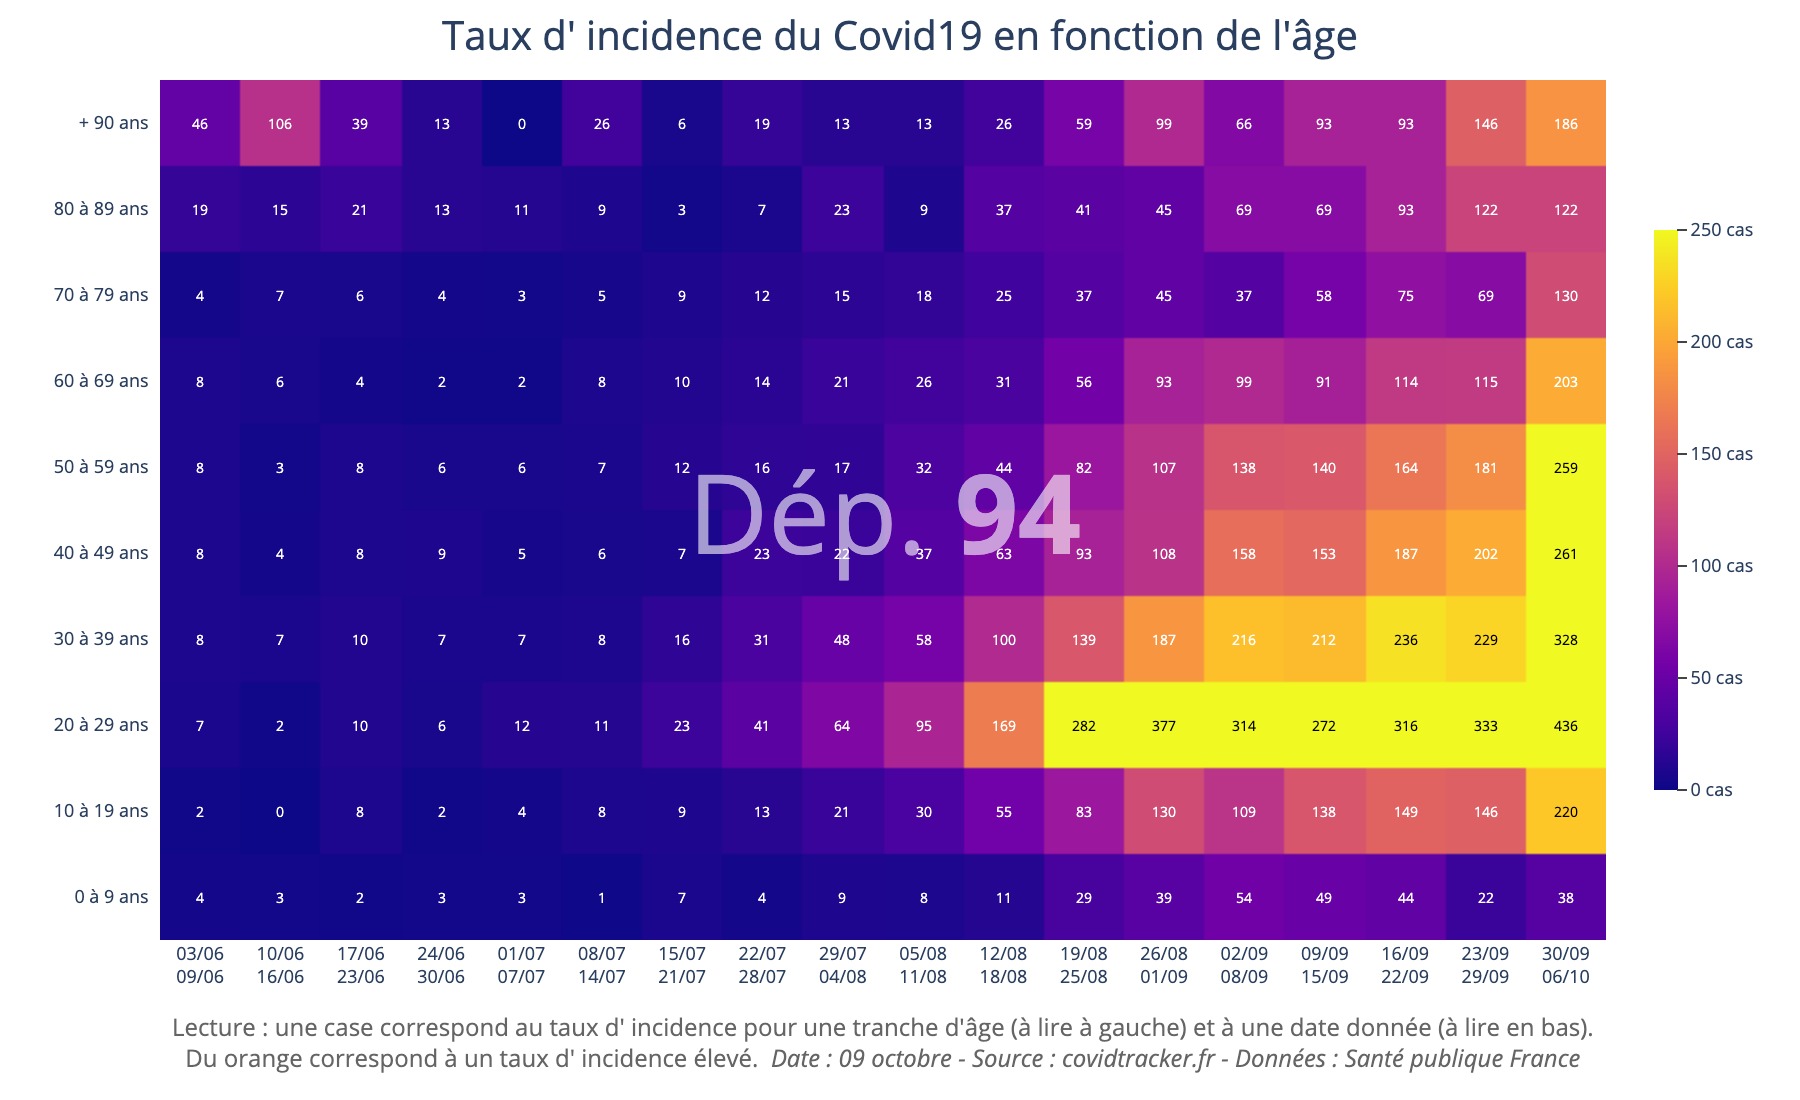 Taux d' incidence du Covid19 en fonction de l'âge
+ 90 ans 46 106 39 13 0 26 6 19 13 13 26 59 99 66 93 93 146 186
80 à 89 ans 19 15 21 13 11 9 3 7 23 9 37 41 45 69 69 93 122 122
70 à 79 ans 4 7 6 4 3 5 9 12 15 18 25 37 45 37 58 75 69 130
60 à 69 ans 8 6 4 2 2 8 10 14 21 26 31 56 93 99 91 114 115 203
50 à 59 ans 8 3 8 6 6 7 12 16 17 32 44 82 107 138 140 164 181 259
Dép. 94
40 à 49 ans 8 4 8 9 5 6 7 23 22 37 63 93 108 158 153 187 202 261
30 à 39 ans 8 7 10 7 7 8 16 31 48 58 100 139 187 216 212 236 229 328
20 à 29 ans 7 2 10 6 12 11 23 41 64 95 169 282 377 314 272 316 333 436
10 à 19 ans 2 0 8 2 4 8 9 13 21 30 55 83 130 109 138 149 146 220
0 à 9 ans 4 3 2 3 3 1 7 4 9 8 11 29 39 54 49 44 22 38
03/06 10/06 17/06 24/06 01/07 08/07 15/07 22/07 29/07 05/08 12/08 19/08 26/08 02/09 09/09 16/09 23/09 30/09
09/06 16/06 23/06 30/06 07/07 14/07 21/07 28/07 04/08 11/08 18/08 25/08 01/09 08/09 15/09 22/09 29/09 06/10
250 cas
200 cas
150 cas
100 cas
50 cas
0 cas
Lecture : une case correspond au taux d' incidence pour une tranche d'âge (à lire à gauche) et à une date donnée (à lire en bas).
Du orange correspond à un taux d' incidence élevé. Date : 09 octobre - Source : covidtracker.fr - Données : Santé publique France